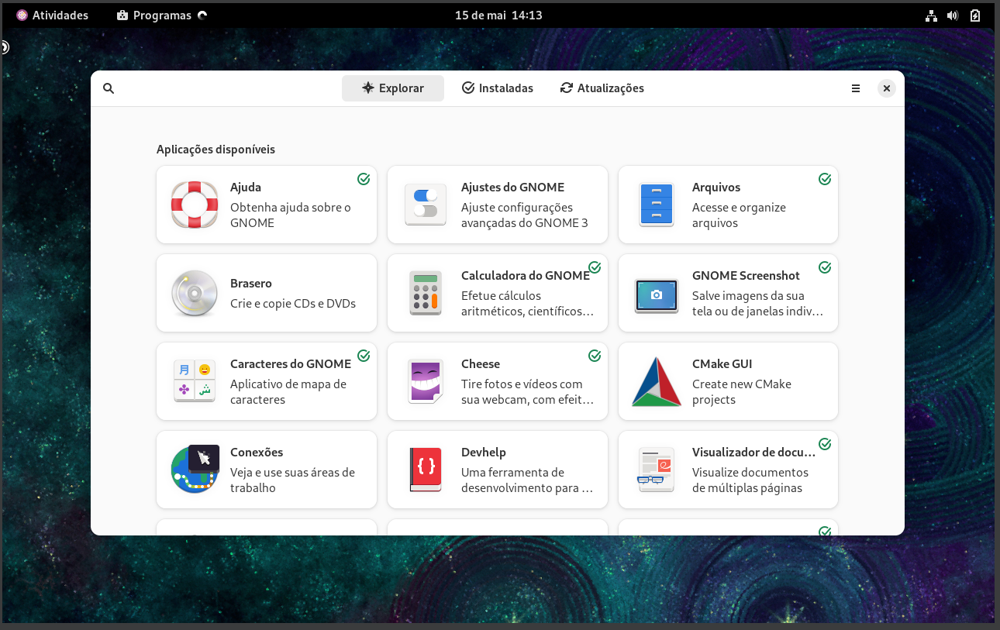 Atividades Programas 15 de mai 14:13
Explorar Instaladas Atualizações
Aplicações disponíveis
Ajuda
Obtenha ajuda sobre o
GNOME
Ajustes do GNOME
Ajuste configurações
avançadas do GNOME 3
Arquivos
Acesse e organize
arquivos
Brasero
Crie e copie CDs e DVDs
Calculadora do GNOME
Efetue cálculos
aritméticos, científicos…
GNOME Screenshot
Salve imagens da sua
tela ou de janelas indiv…
月
ش
Caracteres do GNOME
Aplicativo de mapa de
caracteres
Cheese
Tire fotos e vídeos com
sua webcam, com efeit…
CMake GUI
Create new CMake
projects
Conexões
Veja e use suas áreas de
trabalho
{ }
Devhelp
Uma ferramenta de
desenvolvimento para …
Visualizador de docu…
Visualize documentos
de múltiplas páginas